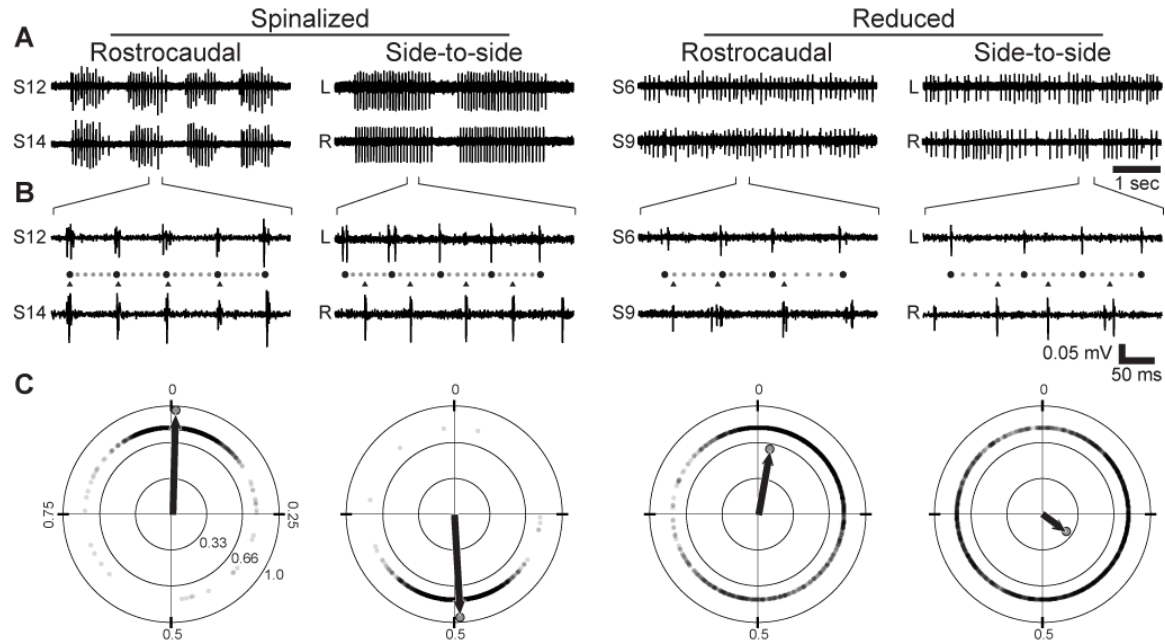 Spinalized Reduced
A Rostrocaudal Side-to-side Rostrocaudal Side-to-side
S12 L S6 L
S14 R S9 R
1 sec
B
S12 L S6 L
S14 R S9 R
0.05 mV
50 ms
C
0 0 0 0
0.75 0.25
0.33
0.66
1.0
0.5 0.5 0.5 0.5